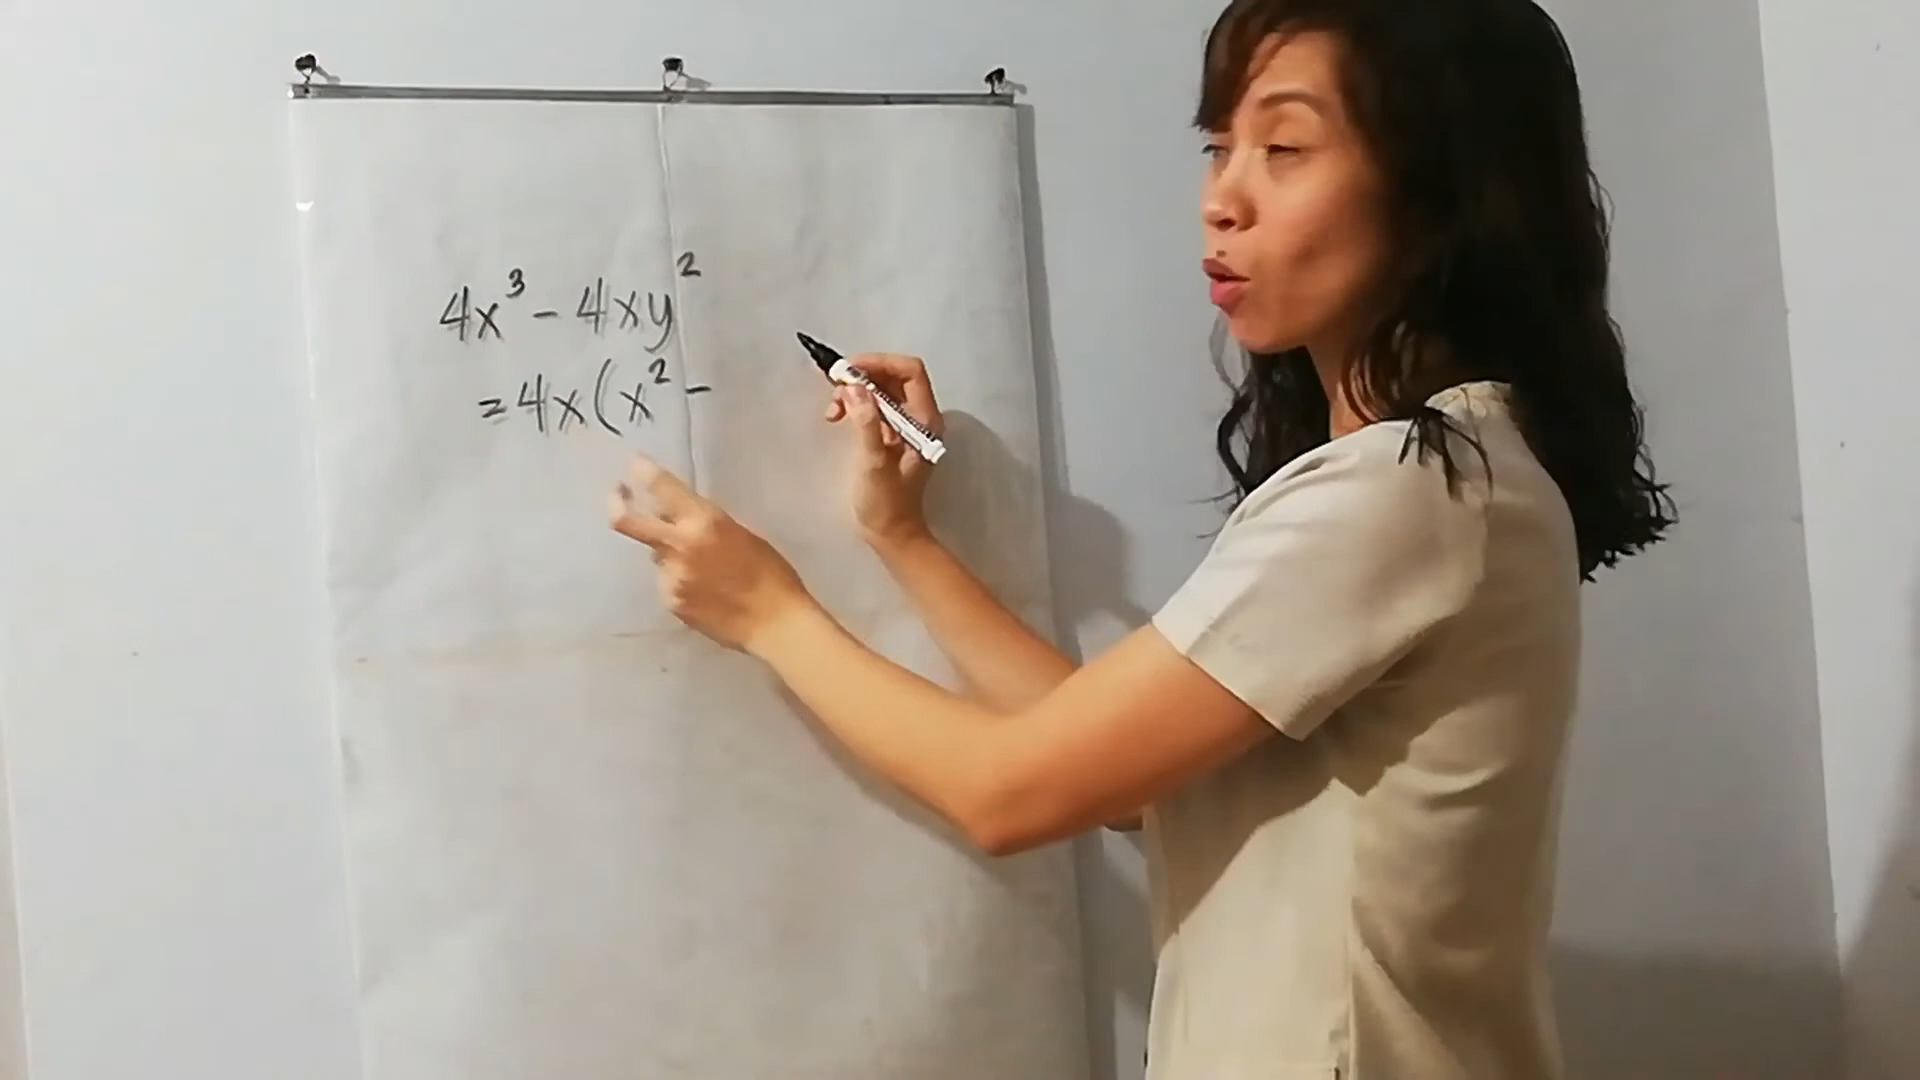 4x³ - 4xy²
= 4x(x² -